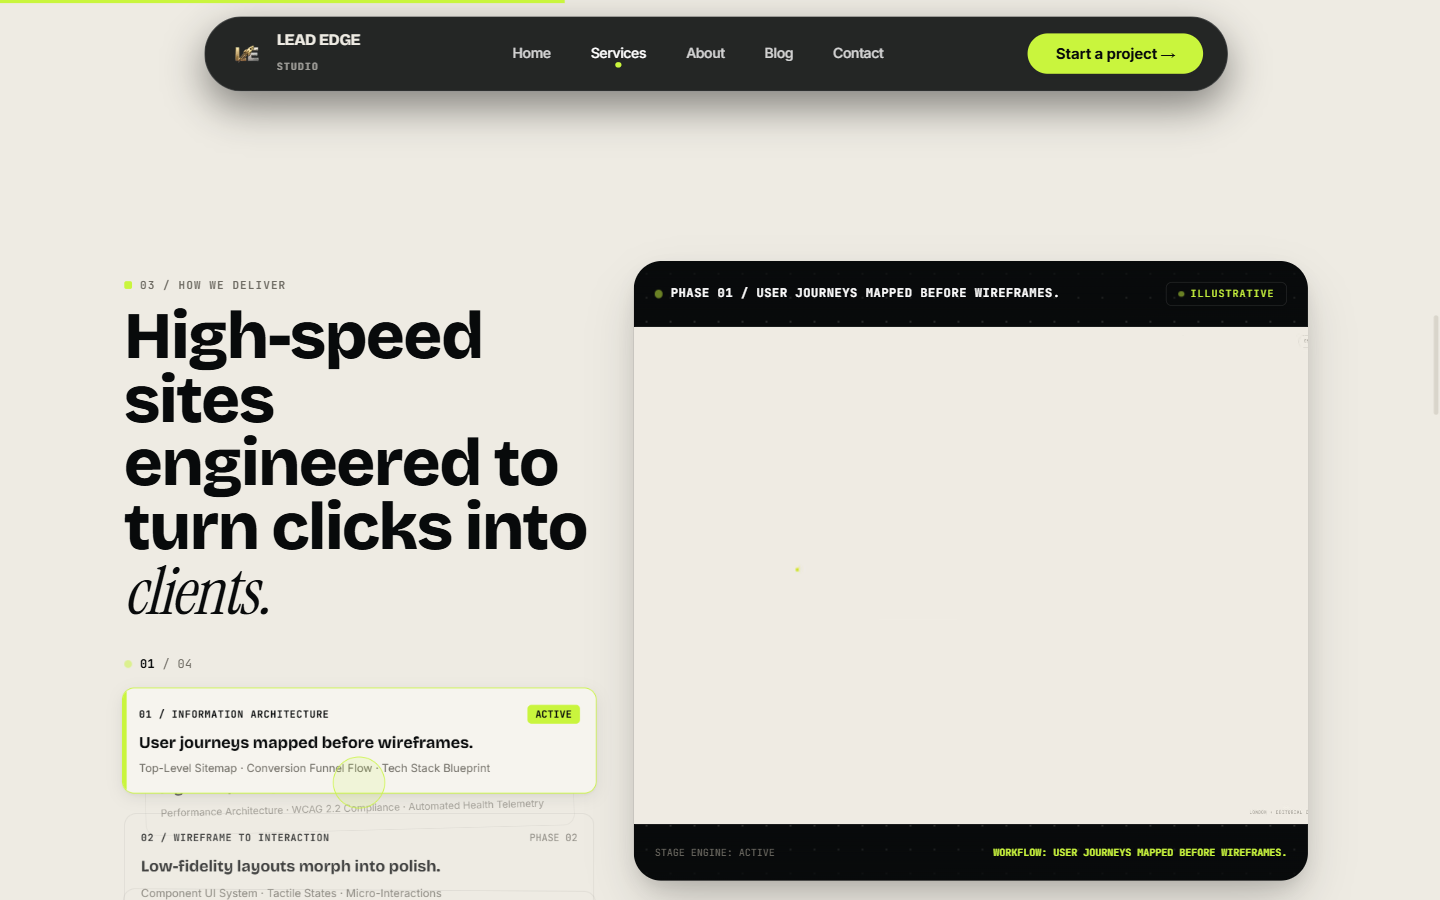 LEAD EDGE
STUDIO
Home
Services
About
Blog
Contact
Start a project →
03 / HOW WE DELIVER
High-speed
sites
engineered to
turn clicks into
clients.
01 / 04
01 / INFORMATION ARCHITECTURE
ACTIVE
User journeys mapped before wireframes.
Top-Level Sitemap · Conversion Funnel Flow · Tech Stack Blueprint
Performance Architecture · WCAG 2.2 Compliance · Automated Health Telemetry
02 / WIREFRAME TO INTERACTION
PHASE 02
Low-fidelity layouts morph into polish.
Component UI System · Tactile States · Micro-Interactions
PHASE 01 / USER JOURNEYS MAPPED BEFORE WIREFRAMES.
ILLUSTRATIVE
LONDON · EDITORIAL
STAGE ENGINE: ACTIVE
WORKFLOW: USER JOURNEYS MAPPED BEFORE WIREFRAMES.